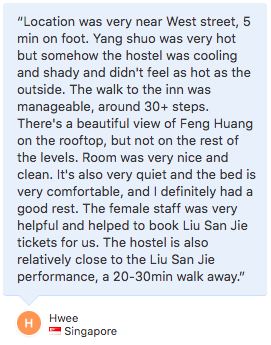 “Location was very near West street, 5
min on foot. Yang shuo was very hot
but somehow the hostel was cooling
and shady and didn't feel as hot as the
outside. The walk to the inn was
manageable, around 30+ steps.
There's a beautiful view of Feng Huang
on the rooftop, but not on the rest of
the levels. Room was very nice and
clean. It's also very quiet and the bed is
very comfortable, and I definitely had a
good rest. The female staff was very
helpful and helped to book Liu San Jie
tickets for us. The hostel is also
relatively close to the Liu San Jie
performance, a 20-30min walk away.”
H
Hwee
Singapore